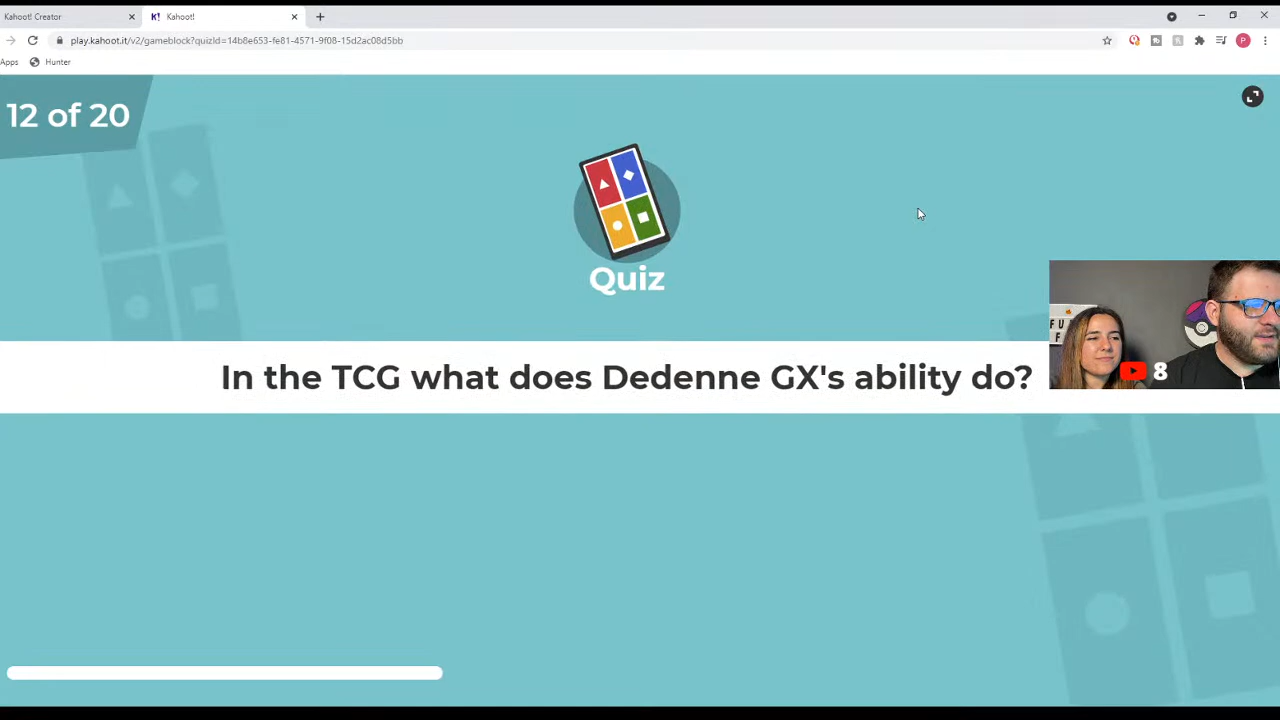 Kahoot! Creator
K! Kahoot!
play.kahoot.it/v2/gameblock?quizId=14b8e653-fe81-4571-9f08-15d2ac08d5bb
P
Apps
Hunter
12 of 20
Quiz
In the TCG what does Dedenne GX's ability do?
FU
F
8